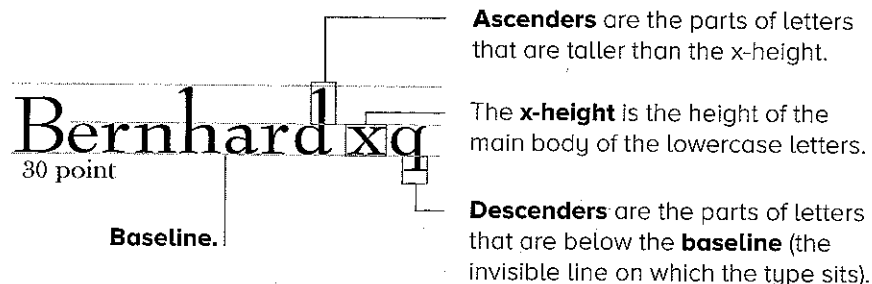 Ascenders are the parts of letters
that are taller than the x-height.
Bernhard xq
30 point
The x-height is the height of the
main body of the lowercase letters.
Baseline.
Descenders are the parts of letters
that are below the baseline (the
invisible line on which the type sits).